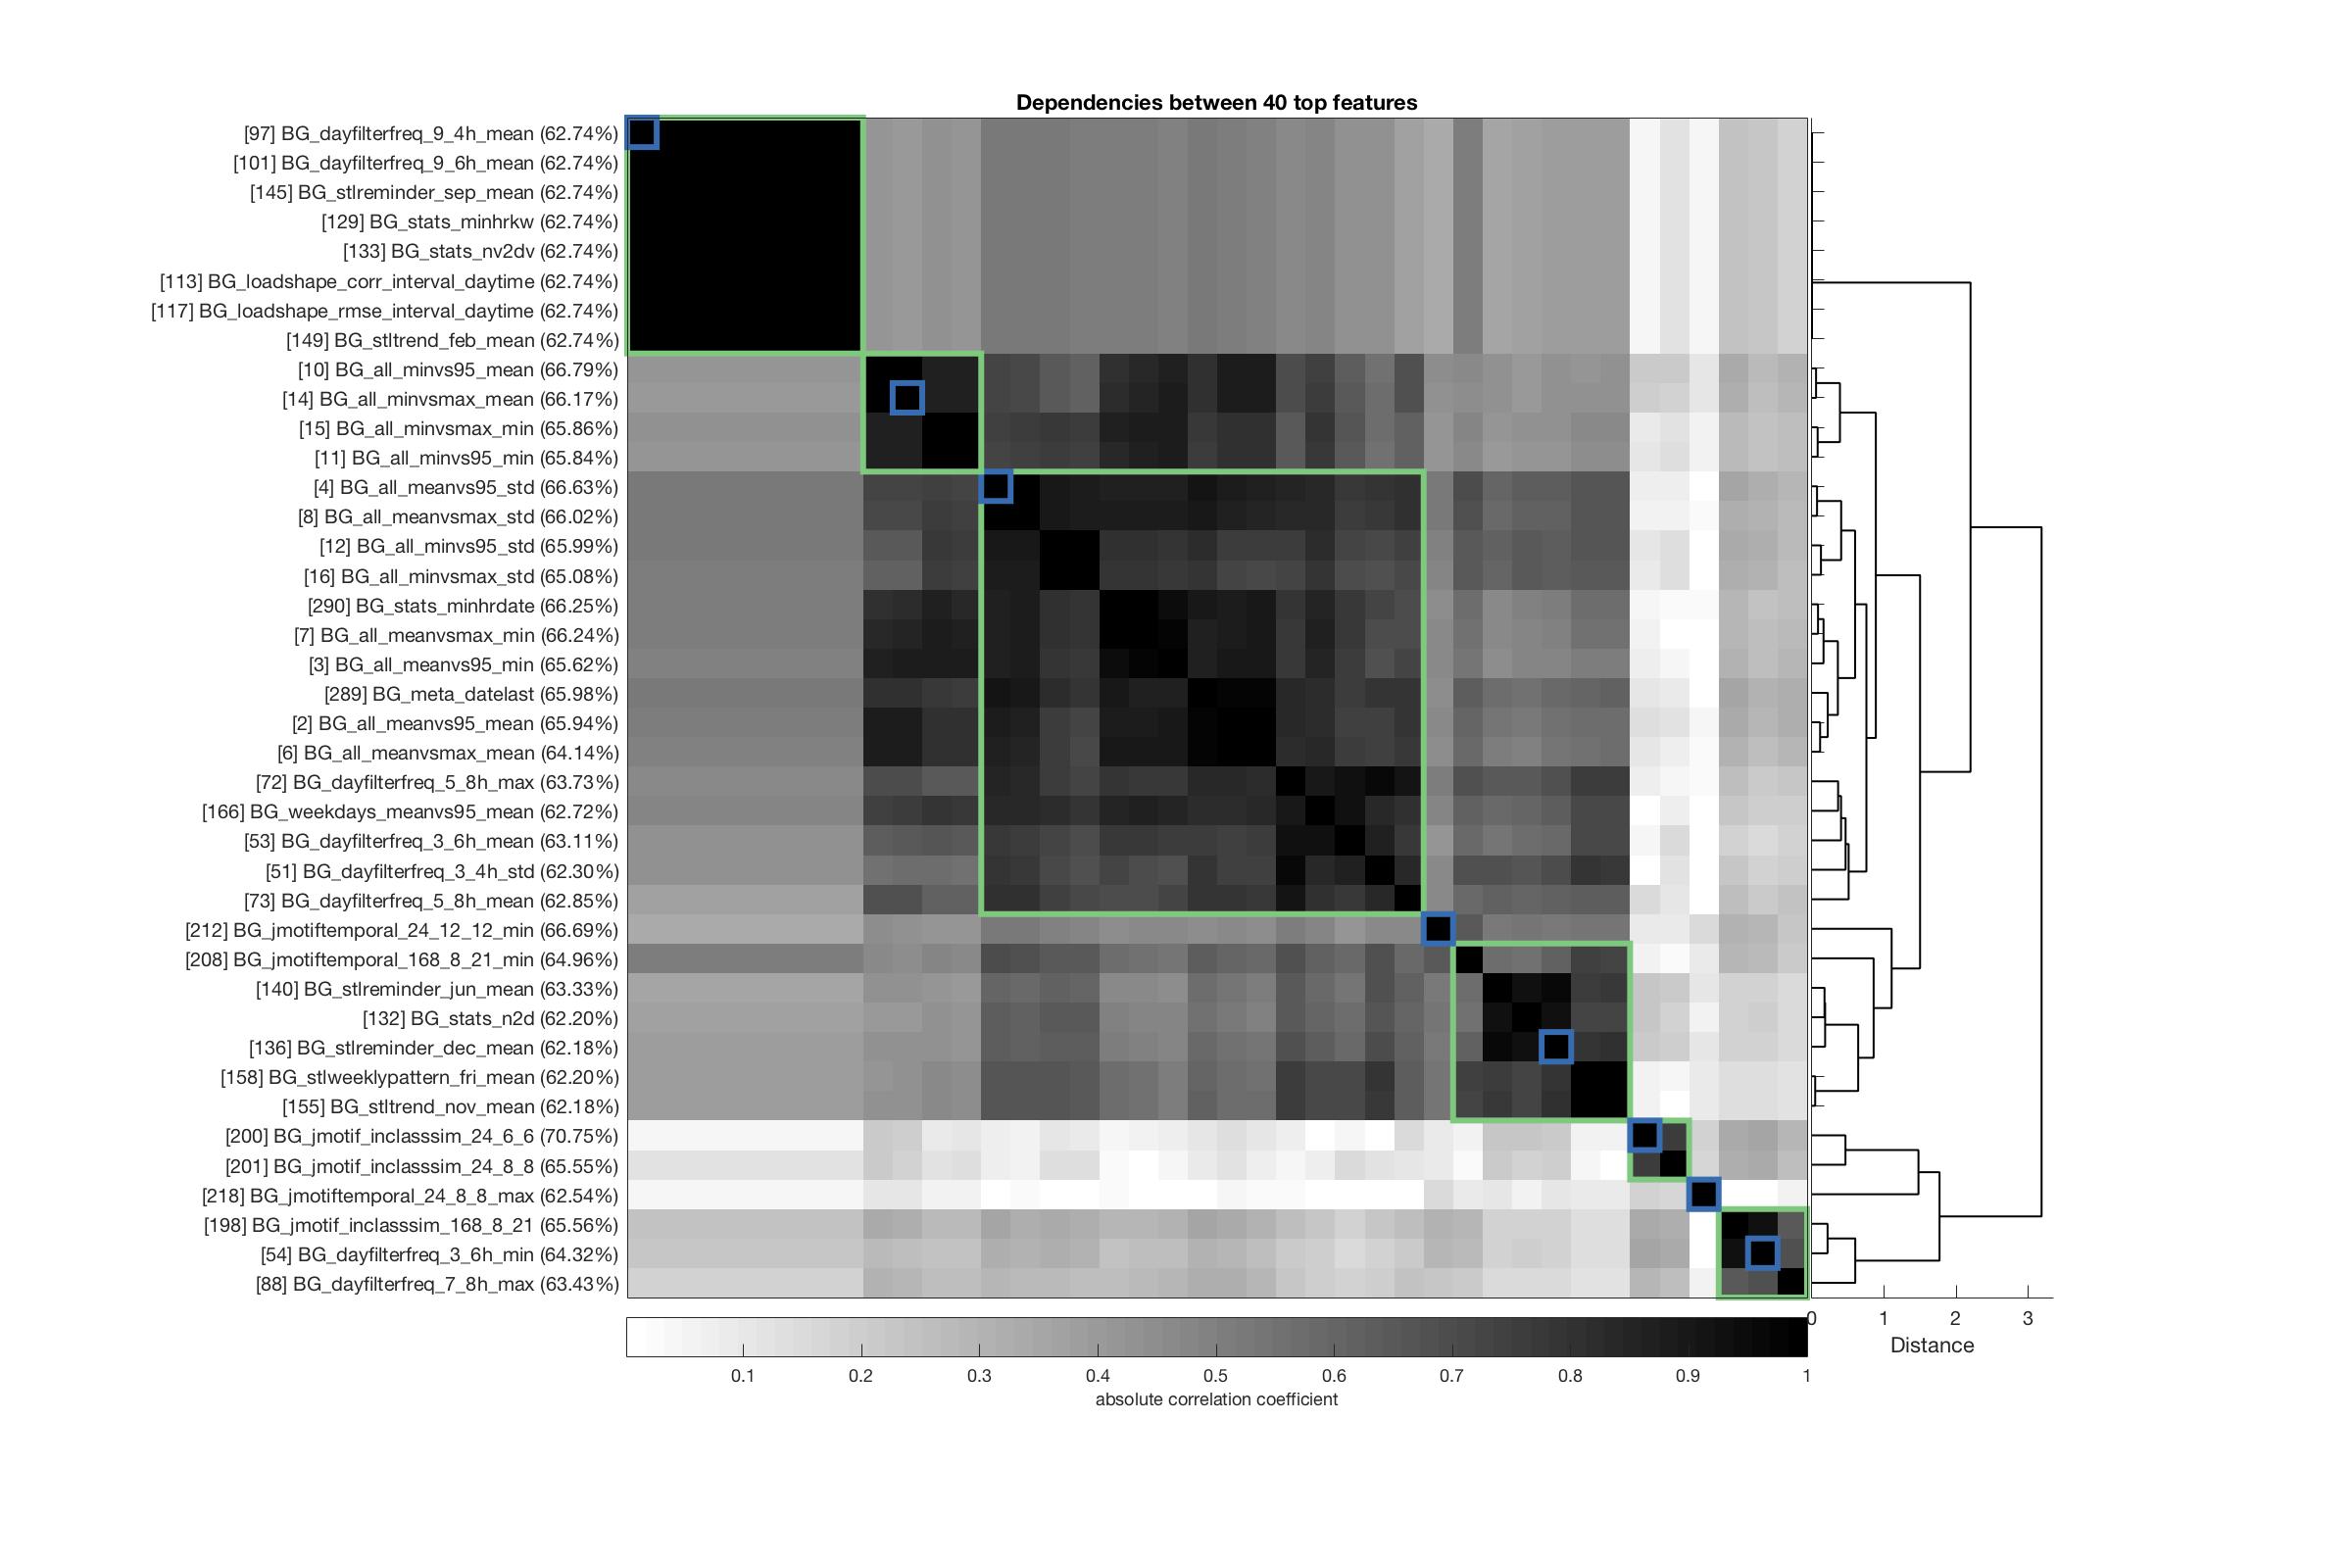 Dependencies between 40 top features
[97] BG_dayfilterfreq_9_4h_mean (62.74%)
[101] BG_dayfilterfreq_9_6h_mean (62.74%)
[145] BG_stlreminder_sep_mean (62.74%)
[129] BG_stats_minhrkw (62.74%)
[133] BG_stats_nv2dv (62.74%)
[113] BG_loadshape_corr_interval_daytime (62.74%)
[117] BG_loadshape_rmse_interval_daytime (62.74%)
[149] BG_stltrend_feb_mean (62.74%)
[10] BG_all_minvs95_mean (66.79%)
[14] BG_all_minvsmax_mean (66.17%)
[15] BG_all_minvsmax_min (65.86%)
[11] BG_all_minvs95_min (65.84%)
[4] BG_all_meanvs95_std (66.63%)
[8] BG_all_meanvsmax_std (66.02%)
[12] BG_all_minvs95_std (65.99%)
[16] BG_all_minvsmax_std (65.08%)
[290] BG_stats_minhrdate (66.25%)
[7] BG_all_meanvsmax_min (66.24%)
[3] BG_all_meanvs95_min (65.62%)
[289] BG_meta_datelast (65.98%)
[2] BG_all_meanvs95_mean (65.94%)
[6] BG_all_meanvsmax_mean (64.14%)
[72] BG_dayfilterfreq_5_8h_max (63.73%)
[166] BG_weekdays_meanvs95_mean (62.72%)
[53] BG_dayfilterfreq_3_6h_mean (63.11%)
[51] BG_dayfilterfreq_3_4h_std (62.30%)
[73] BG_dayfilterfreq_5_8h_mean (62.85%)
[212] BG_jmotiftemporal_24_12_12_min (66.69%)
[208] BG_jmotiftemporal_168_8_21_min (64.96%)
[140] BG_stlreminder_jun_mean (63.33%)
[132] BG_stats_n2d (62.20%)
[136] BG_stlreminder_dec_mean (62.18%)
[158] BG_stlweeklypattern_fri_mean (62.20%)
[155] BG_stltrend_nov_mean (62.18%)
[200] BG_jmotif_inclasssim_24_6_6 (70.75%)
[201] BG_jmotif_inclasssim_24_8_8 (65.55%)
[218] BG_jmotiftemporal_24_8_8_max (62.54%)
[198] BG_jmotif_inclasssim_168_8_21 (65.56%)
[54] BG_dayfilterfreq_3_6h_min (64.32%)
[88] BG_dayfilterfreq_7_8h_max (63.43%)
0 1 2 3
Distance
0.1 0.2 0.3 0.4 0.5 0.6 0.7 0.8 0.9 1
absolute correlation coefficient